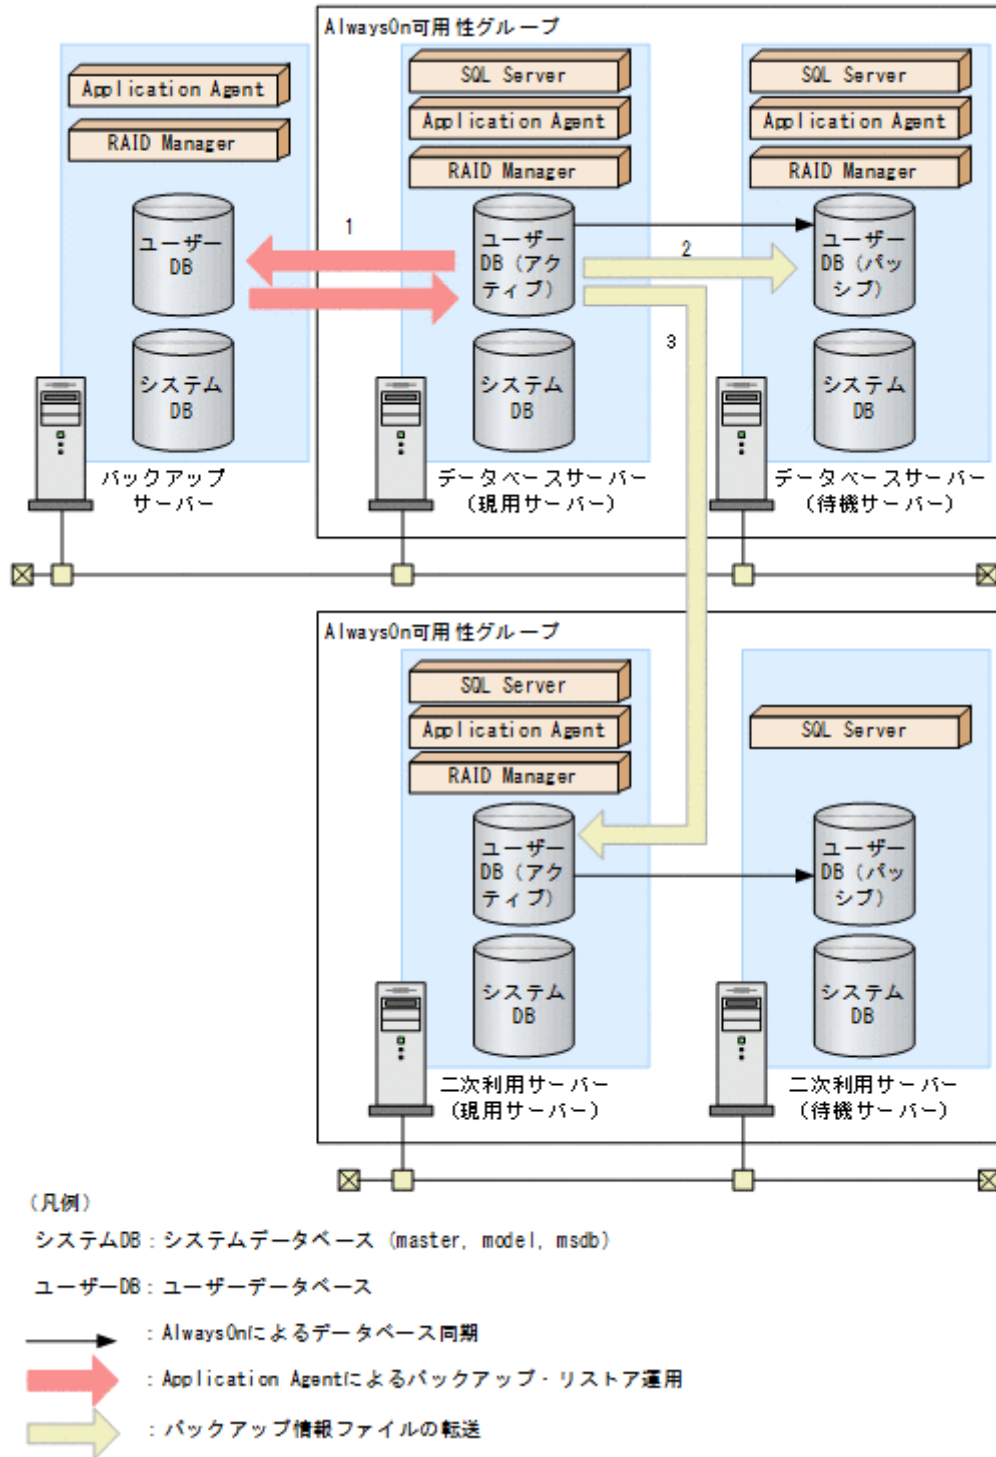 AlwaysOn可用性グループ
Application Agent
RAID Manager
ユーザー
DB
システム
DB
バックアップ
サーバー
1
SQL Server
Application Agent
RAID Manager
ユーザー
DB（アク
ティブ）
システム
DB
データベースサーバー
（現用サーバー）
2
3
SQL Server
Application Agent
RAID Manager
ユーザー
DB（パッ
シブ）
システム
DB
データベースサーバー
（待機サーバー）
AlwaysOn可用性グループ
SQL Server
Application Agent
RAID Manager
ユーザー
DB（アク
ティブ）
システム
DB
二次利用サーバー
（現用サーバー）
SQL Server
ユーザー
DB（パッ
シブ）
システム
DB
二次利用サーバー
（待機サーバー）
（凡例）
システムDB：システムデータベース（master, model, msdb）
ユーザーDB：ユーザーデータベース
：AlwaysOnによるデータベース同期
：Application Agentによるバックアップ・リストア運用
：バックアップ情報ファイルの転送